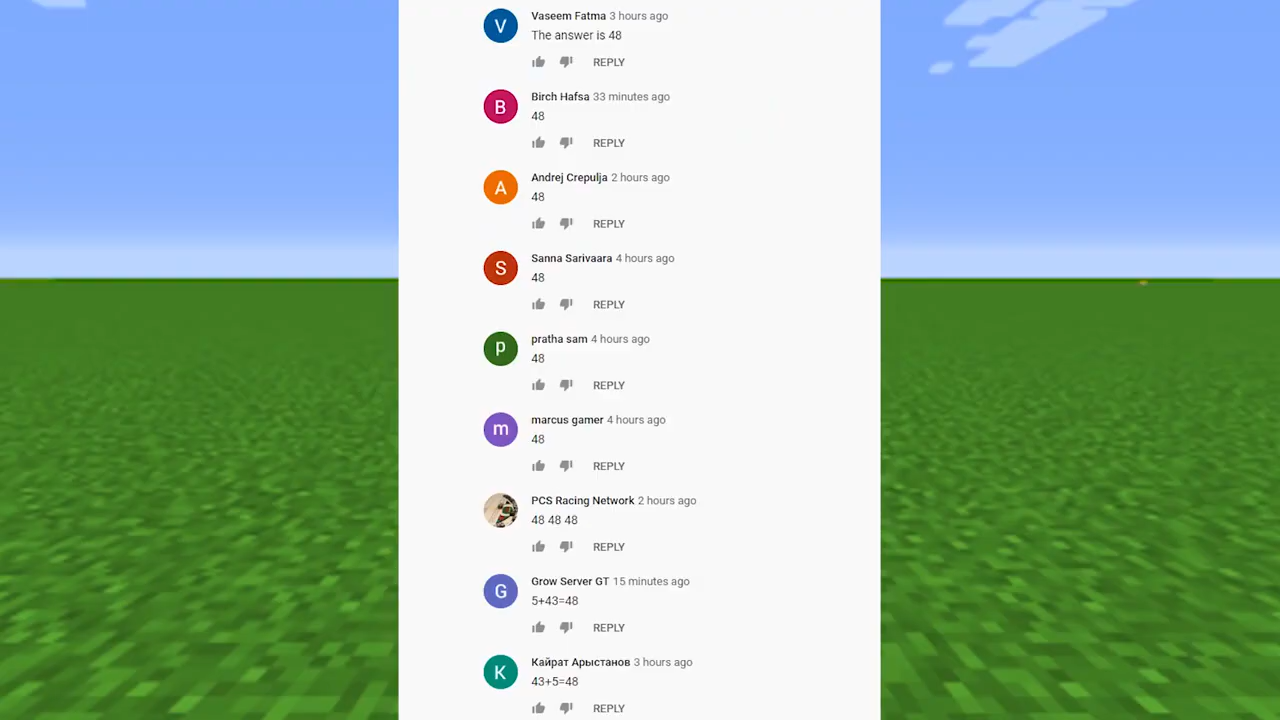 V
Vaseem Fatma 3 hours ago
The answer is 48
REPLY
B
Birch Hafsa 33 minutes ago
48
REPLY
A
Andrej Crepulja 2 hours ago
48
REPLY
S
Sanna Sarivaara 4 hours ago
48
REPLY
p
pratha sam 4 hours ago
48
REPLY
m
marcus gamer 4 hours ago
48
REPLY
PCS Racing Network 2 hours ago
48 48 48
REPLY
G
Grow Server GT 15 minutes ago
5+43=48
REPLY
К
Кайрат Арыстанов 3 hours ago
43+5=48
REPLY